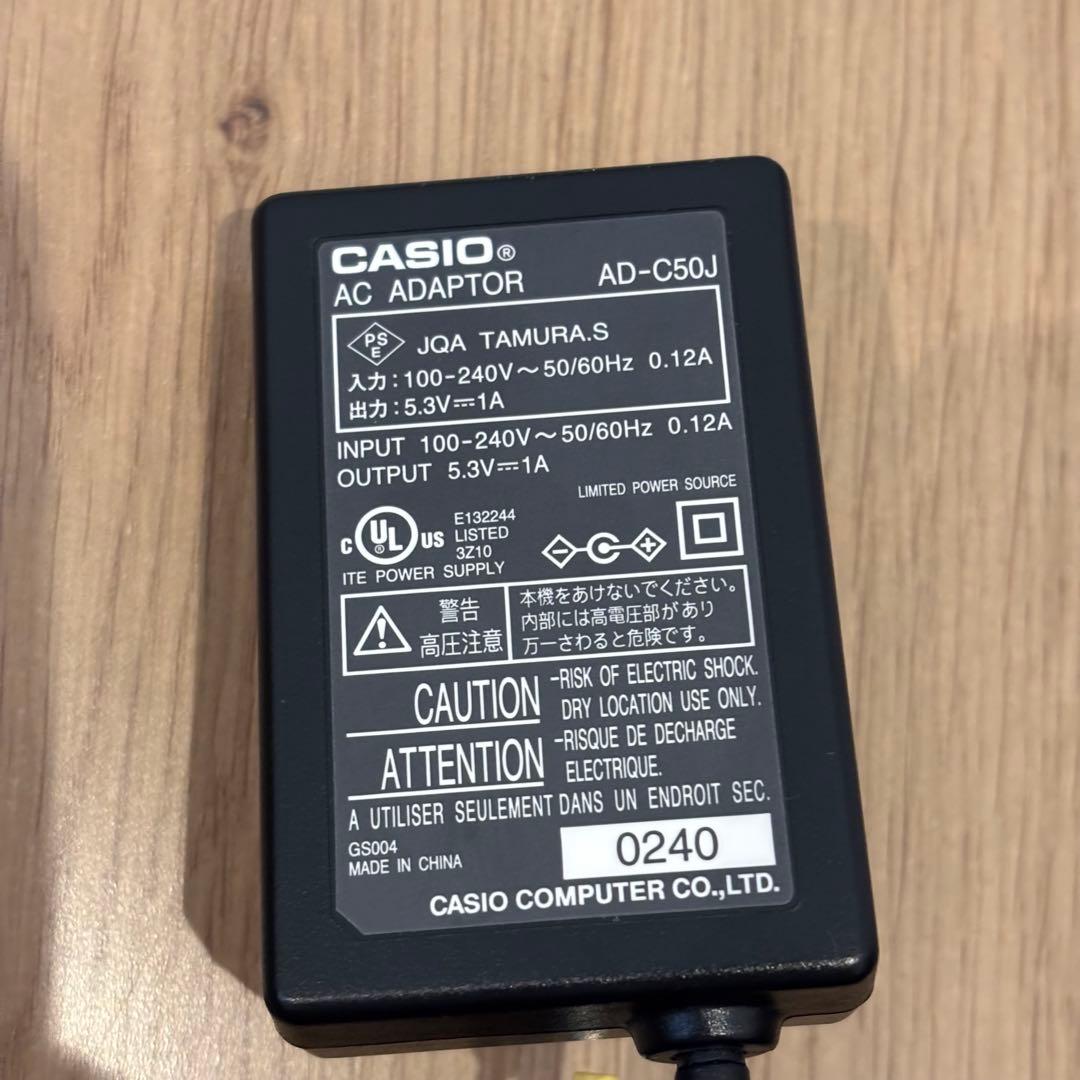 CASIO®
AC ADAPTOR AD-C50J
PSE JQA TAMURA.S
入力:100-240V～50/60Hz 0.12A
出力:5.3V⎓1A
INPUT 100-240V～50/60Hz 0.12A
OUTPUT 5.3V⎓1A
LIMITED POWER SOURCE
C UL® US E132244
LISTED
3Z10
ITE POWER SUPPLY
警告
高圧注意
本機をあけないでください。
内部には高電圧部があり
万一さわると危険です。
CAUTION -RISK OF ELECTRIC SHOCK.
DRY LOCATION USE ONLY.
ATTENTION -RISQUE DE DECHARGE
ELECTRIQUE.
A UTILISER SEULEMENT DANS UN ENDROIT SEC.
GS004
MADE IN CHINA
0240
CASIO COMPUTER CO.,LTD.